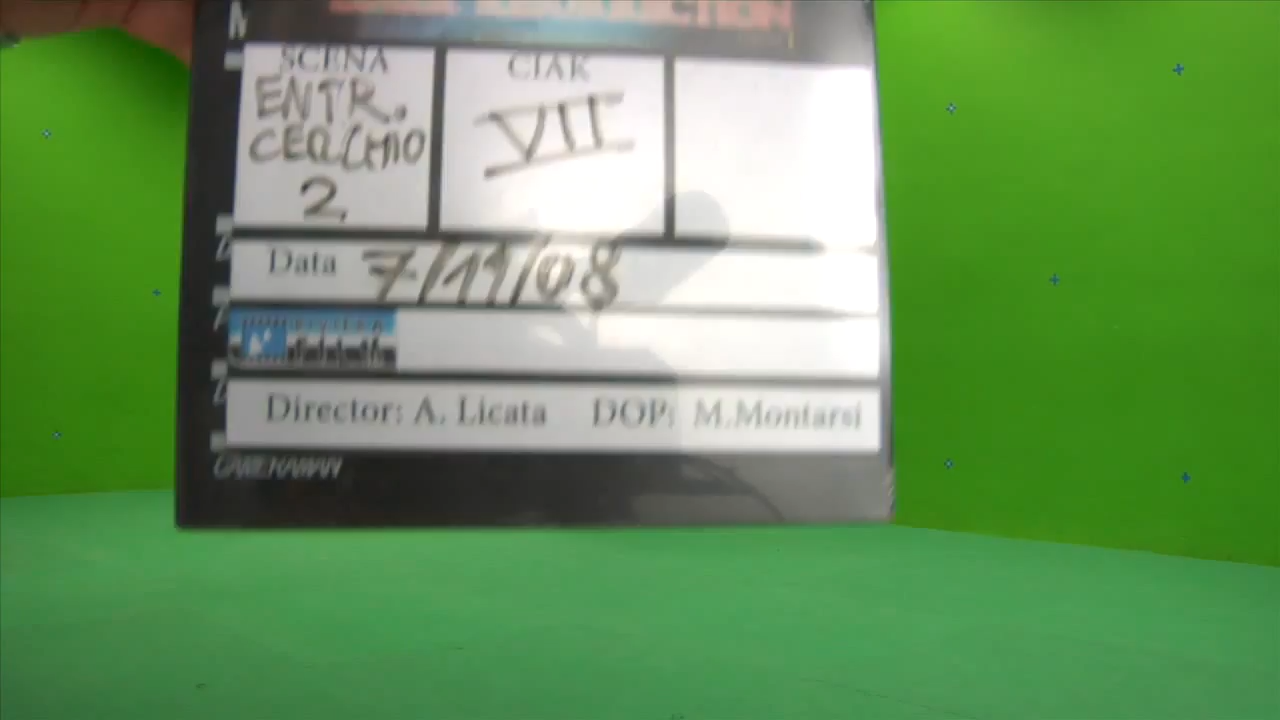 SCENA
ENTR.
CERCHIO
2
CIAK
VII
Data 7/11/08
Director: A. Licata DOP: M.Montarsi